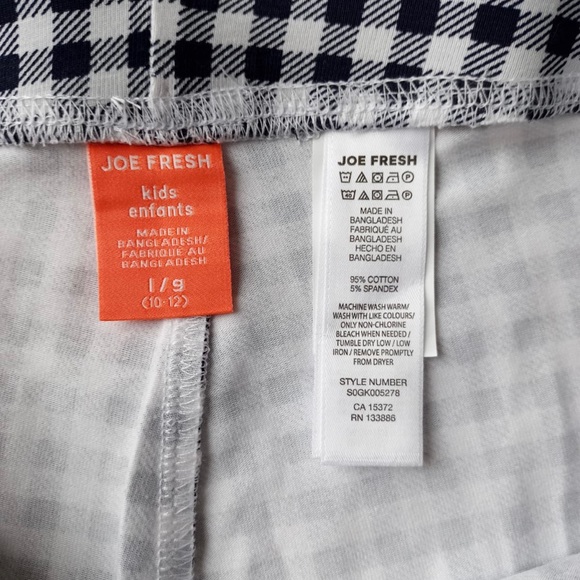 JOE FRESH
kids
enfants
MADE IN
BANGLADESH/
FABRIQUE AU
BANGLADESH
l/g
(10-12)
JOE FRESH
MADE IN
BANGLADESH
FABRIQUÉ AU
BANGLADESH
HECHO EN
BANGLADESH
95% COTTON
5% SPANDEX
MACHINE WASH WARM/
WASH WITH LIKE COLOURS/
ONLY NON-CHLORINE
BLEACH WHEN NEEDED /
TUMBLE DRY LOW / LOW
IRON / REMOVE PROMPTLY
FROM DRYER
STYLE NUMBER
S0GK005278
CA 15372
RN 133886